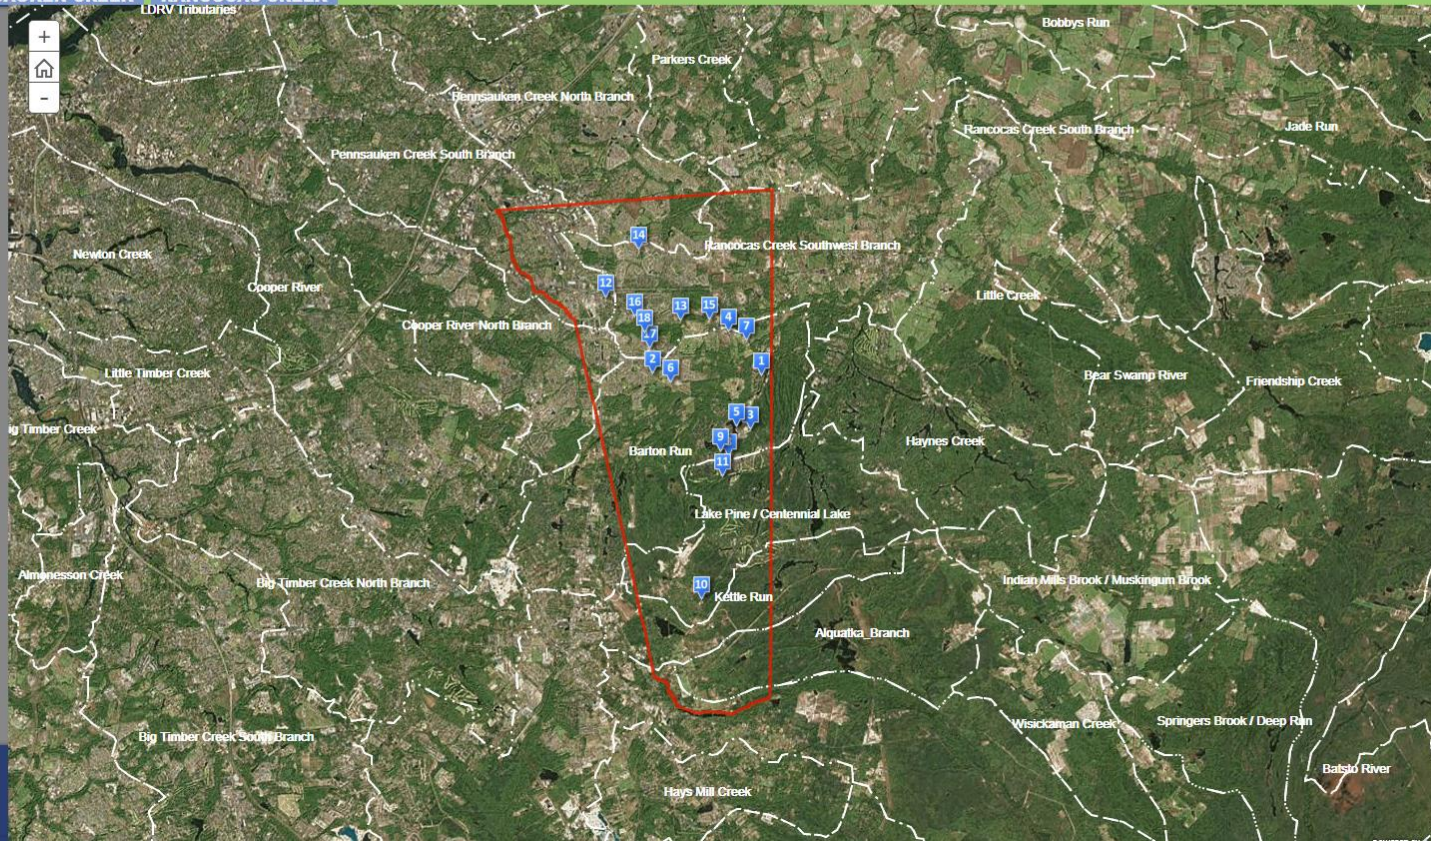 RANCOCAS CREEK
LDRV Tributaries
Bobbys Run
+
Parkers Creek
-
Pennsauken Creek North Branch
Rancocas Creek South Branch
Jade Run
Pennsauken Creek South Branch
14
Rancocas Creek Southwest Branch
Newton Creek
12
Cooper River
Little Creek
16
13
15
18
4
Cooper River North Branch
7
17
2
1
6
Little Timber Creek
Bear Swamp River
Friendship Creek
5
3
Big Timber Creek
9
Haynes Creek
Barton Run
11
Lake Pine / Centennial Lake
Almonesson Creek
Big Timber Creek North Branch
10
Indian Mills Brook / Muskingum Brook
Kettle Run
Alquatka_Branch
Wisickaman Creek
Springers Brook / Deep Run
Big Timber Creek South Branch
Batsto River
Hays Mill Creek